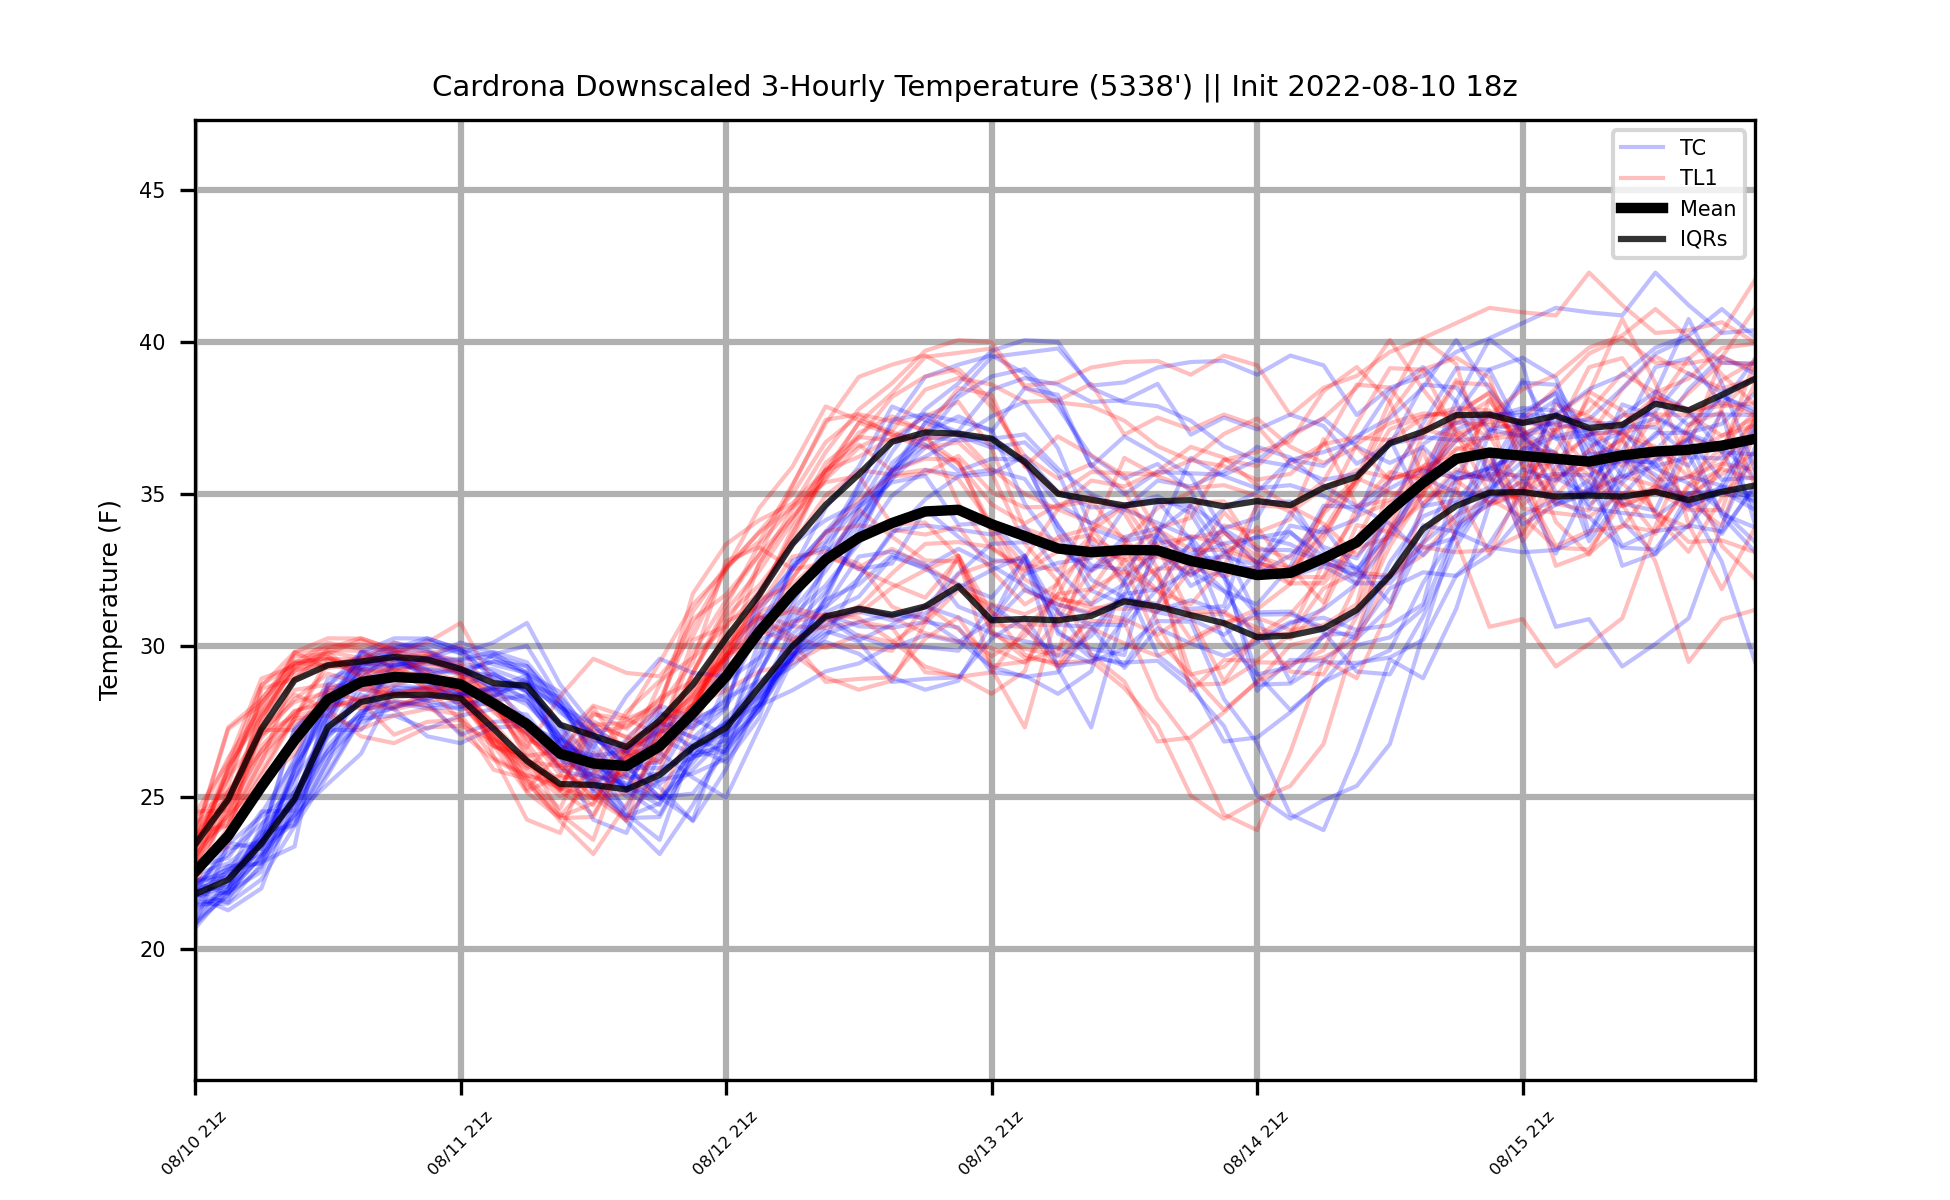 Cardrona Downscaled 3-Hourly Temperature (5338') || Init 2022-08-10 18z
TC
TL1
Mean
IQRs
Temperature (F)
45
40
35
30
25
20
08/10 21z
08/11 21z
08/12 21z
08/13 21z
08/14 21z
08/15 21z